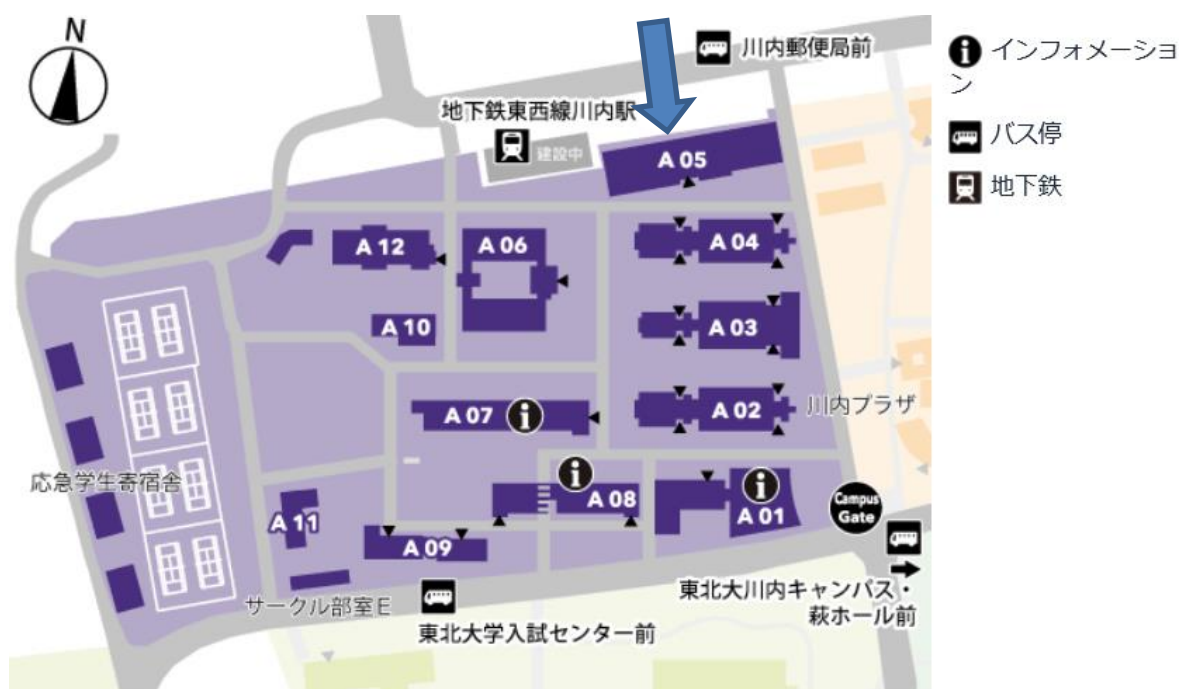 N
川内郵便局前
インフォメーショ
ン
バス停
地下鉄
地下鉄東西線川内駅
建設中
A 05
A 12
A 06
A 04
A 10
A 03
A 07
A 02
川内プラザ
応急学生寄宿舎
A 08
A 01
Campus
Gate
A 11
A 09
サークル部室E
東北大学入試センター前
東北大川内キャンパス・
萩ホール前